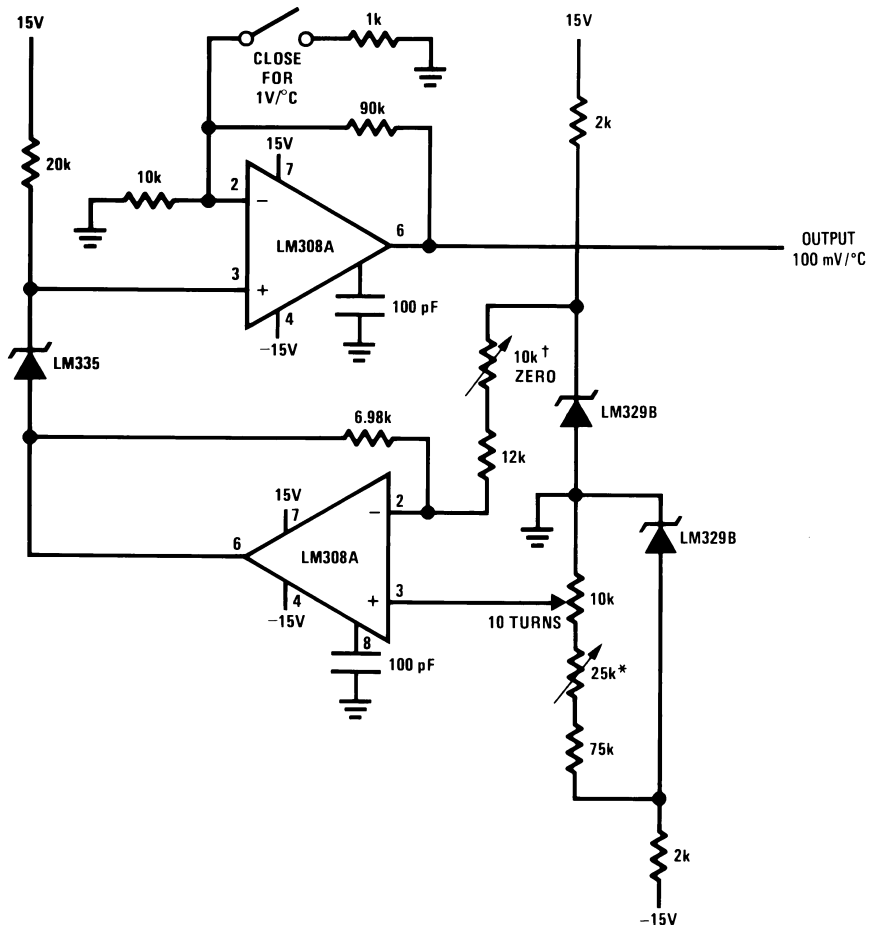 15V
1k
15V
CLOSE
FOR
1V/°C
90k
2k
20k
15V
7
10k
2
−
6
LM308A
OUTPUT
100 mV/°C
3
+
100 pF
4
−15V
10k†
ZERO
LM335
LM329B
6.98k
12k
15V
7
2
−
6
LM308A
LM329B
3
+
4
−15V
10 TURNS
10k
8
100 pF
25k*
75k
2k
−15V